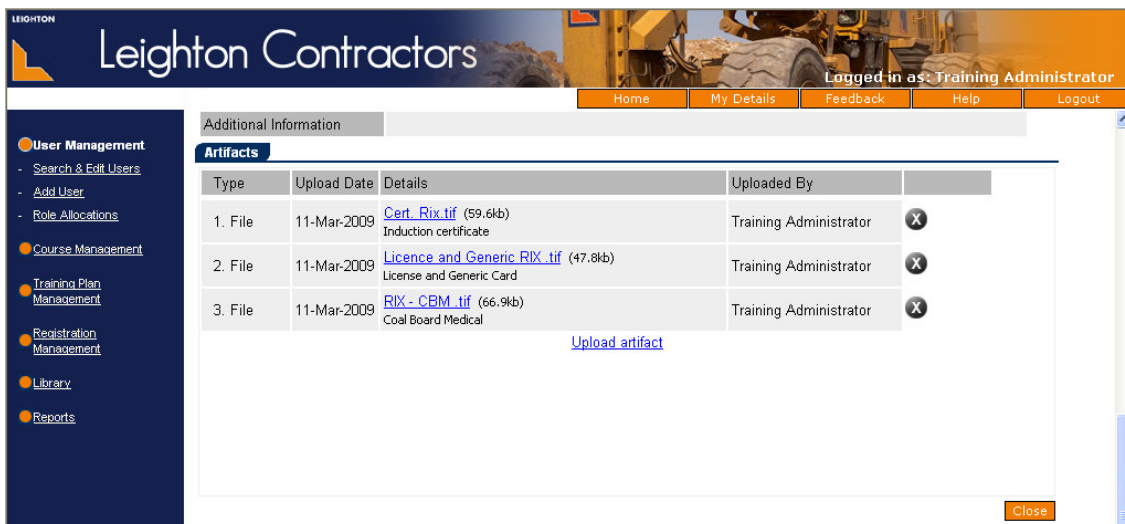 LEIGHTON
Leighton Contractors
Logged in as: Training Administrator
Home My Details Feedback Help Logout
User Management
- Search & Edit Users
- Add User
- Role Allocations
Course Management
Training Plan
Management
Registration
Management
Library
Reports
Additional Information
Artifacts
Type Upload Date Details Uploaded By
1. File 11-Mar-2009 Cert. Rix.tif (59.6kb) Training Administrator X
Induction certificate
2. File 11-Mar-2009 Licence and Generic RIX .tif (47.8kb) Training Administrator X
License and Generic Card
3. File 11-Mar-2009 RIX - CBM .tif (66.9kb) Training Administrator X
Coal Board Medical
Upload artifact
Close